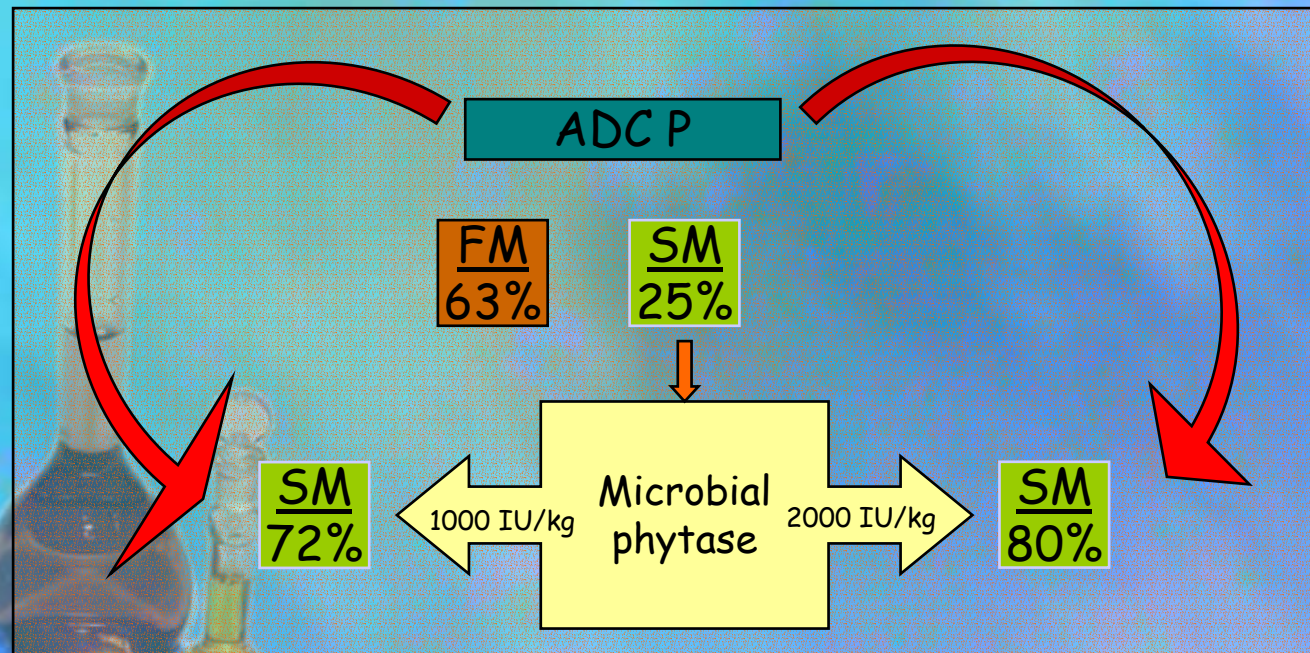 ADC P
FM
63%
SM
25%
SM
72%
1000 IU/kg
Microbial
phytase
2000 IU/kg
SM
80%